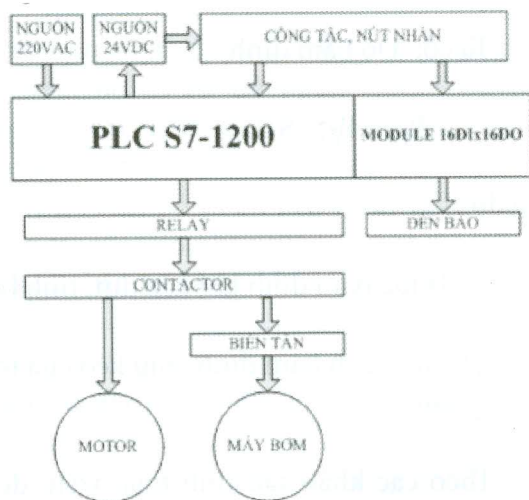 NGUỒN
220VAC
NGUỒN
24VDC
CÔNG TẮC, NÚT NHẤN
PLC S7-1200
MODULE 16DIx16DO
RELAY
ĐÈN BÁO
CONTACTOR
BIẾN TẦN
MOTOR
MÁY BƠM